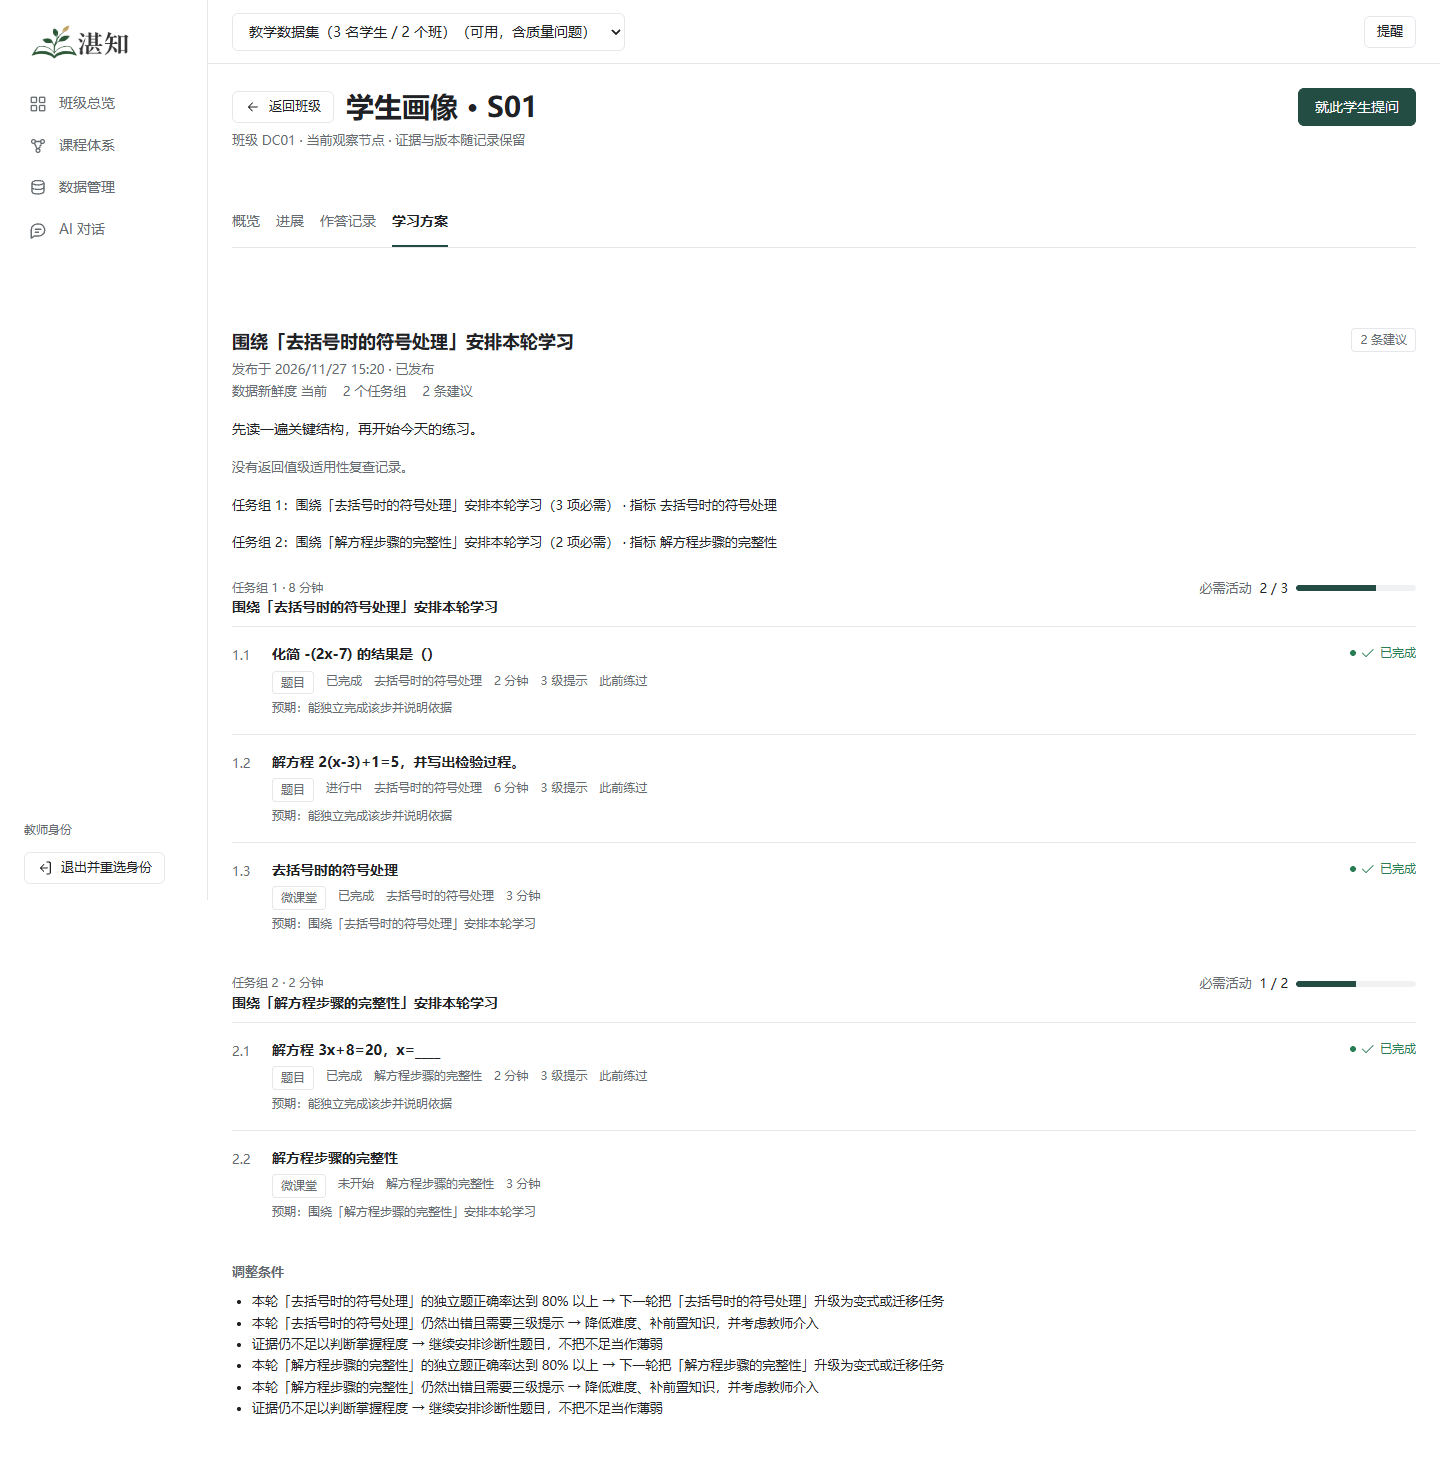 湛知
教学数据集（3 名学生 / 2 个班）（可用，含质量问题）
提醒
班级总览
课程体系
数据管理
AI 对话
返回班级
学生画像 • S01
就此学生提问
班级 DC01 · 当前观察节点 · 证据与版本随记录保留
概览 进展 作答记录 学习方案
围绕「去括号时的符号处理」安排本轮学习
2 条建议
发布于 2026/11/27 15:20 · 已发布
数据新鲜度 当前 2 个任务组 2 条建议
先读一遍关键结构，再开始今天的练习。
没有返回值级适用性复查记录。
任务组 1：围绕「去括号时的符号处理」安排本轮学习（3 项必需） · 指标 去括号时的符号处理
任务组 2：围绕「解方程步骤的完整性」安排本轮学习（2 项必需） · 指标 解方程步骤的完整性
任务组 1 · 8 分钟
围绕「去括号时的符号处理」安排本轮学习
必需活动 2 / 3
1.1 化简 -(2x-7) 的结果是（）
已完成
题目 已完成 去括号时的符号处理 2 分钟 3 级提示 此前练过
预期：能独立完成该步并说明依据
1.2 解方程 2(x-3)+1=5，并写出检验过程。
题目 进行中 去括号时的符号处理 6 分钟 3 级提示 此前练过
预期：能独立完成该步并说明依据
1.3 去括号时的符号处理
已完成
微课堂 已完成 去括号时的符号处理 3 分钟
预期：围绕「去括号时的符号处理」安排本轮学习
任务组 2 · 2 分钟
围绕「解方程步骤的完整性」安排本轮学习
必需活动 1 / 2
2.1 解方程 3x+8=20，x=____
已完成
题目 已完成 解方程步骤的完整性 2 分钟 3 级提示 此前练过
预期：能独立完成该步并说明依据
2.2 解方程步骤的完整性
微课堂 未开始 解方程步骤的完整性 3 分钟
预期：围绕「解方程步骤的完整性」安排本轮学习
调整条件
• 本轮「去括号时的符号处理」的独立题正确率达到 80% 以上 → 下一轮把「去括号时的符号处理」升级为变式或迁移任务
• 本轮「去括号时的符号处理」仍然出错且需要三级提示 → 降低难度、补前置知识，并考虑教师介入
• 证据仍不足以判断掌握程度 → 继续安排诊断性题目，不把不足当作薄弱
• 本轮「解方程步骤的完整性」的独立题正确率达到 80% 以上 → 下一轮把「解方程步骤的完整性」升级为变式或迁移任务
• 本轮「解方程步骤的完整性」仍然出错且需要三级提示 → 降低难度、补前置知识，并考虑教师介入
• 证据仍不足以判断掌握程度 → 继续安排诊断性题目，不把不足当作薄弱
教师身份
退出并重选身份